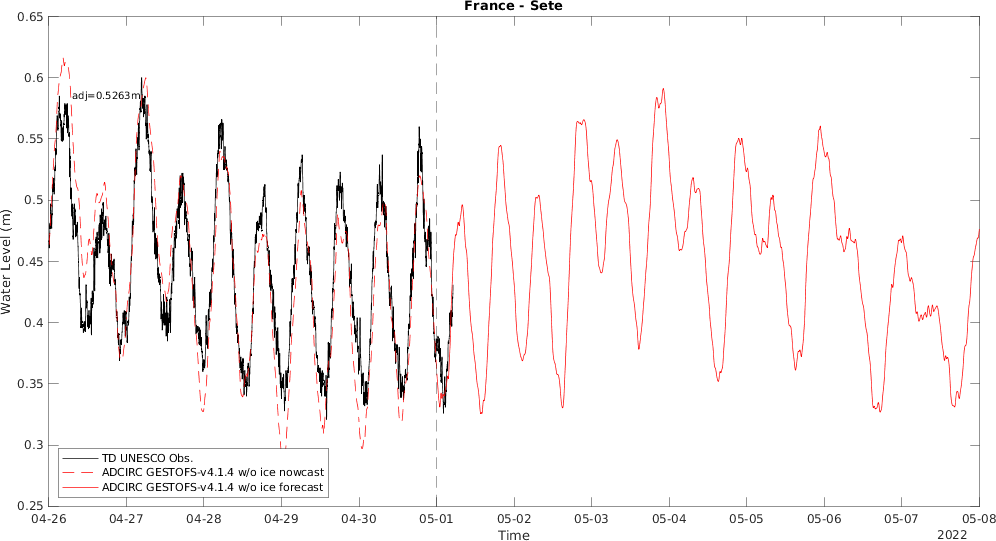 France - Sete
0.65
0.6
0.55
0.5
0.45
0.4
0.35
0.3
0.25
Water Level (m)
adj=0.5263m
TD UNESCO Obs.
ADCIRC GESTOFS-v4.1.4 w/o ice nowcast
ADCIRC GESTOFS-v4.1.4 w/o ice forecast
04-26 04-27 04-28 04-29 04-30 05-01 05-02 05-03 05-04 05-05 05-06 05-07 05-08
Time
2022